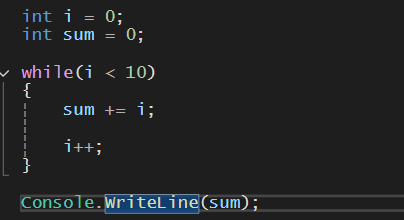 int i = 0;
int sum = 0;
while(i < 10)
{
sum += i;
i++;
}
Console.WriteLine(sum);